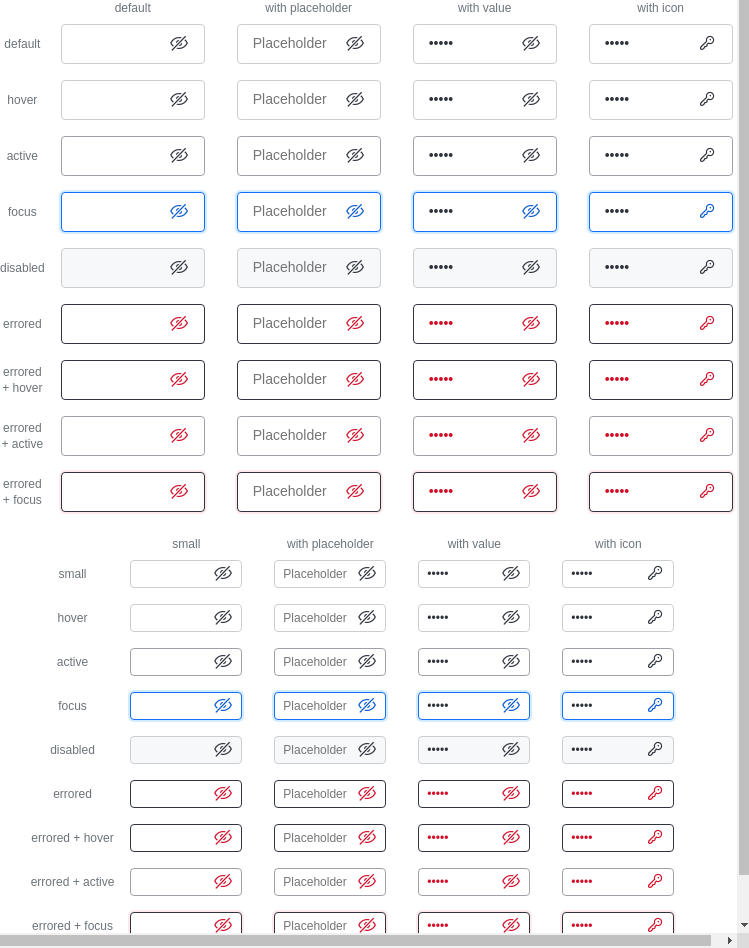 default with placeholder with value with icon
default Placeholder ••••• •••••
hover Placeholder ••••• •••••
active Placeholder ••••• •••••
focus Placeholder ••••• •••••
disabled Placeholder ••••• •••••
errored Placeholder ••••• •••••
errored
+ hover Placeholder ••••• •••••
errored
+ active Placeholder ••••• •••••
errored
+ focus Placeholder ••••• •••••
small with placeholder with value with icon
small Placeholder ••••• •••••
hover Placeholder ••••• •••••
active Placeholder ••••• •••••
focus Placeholder ••••• •••••
disabled Placeholder ••••• •••••
errored Placeholder ••••• •••••
errored + hover Placeholder ••••• •••••
errored + active Placeholder ••••• •••••
errored + focus Placeholder ••••• •••••